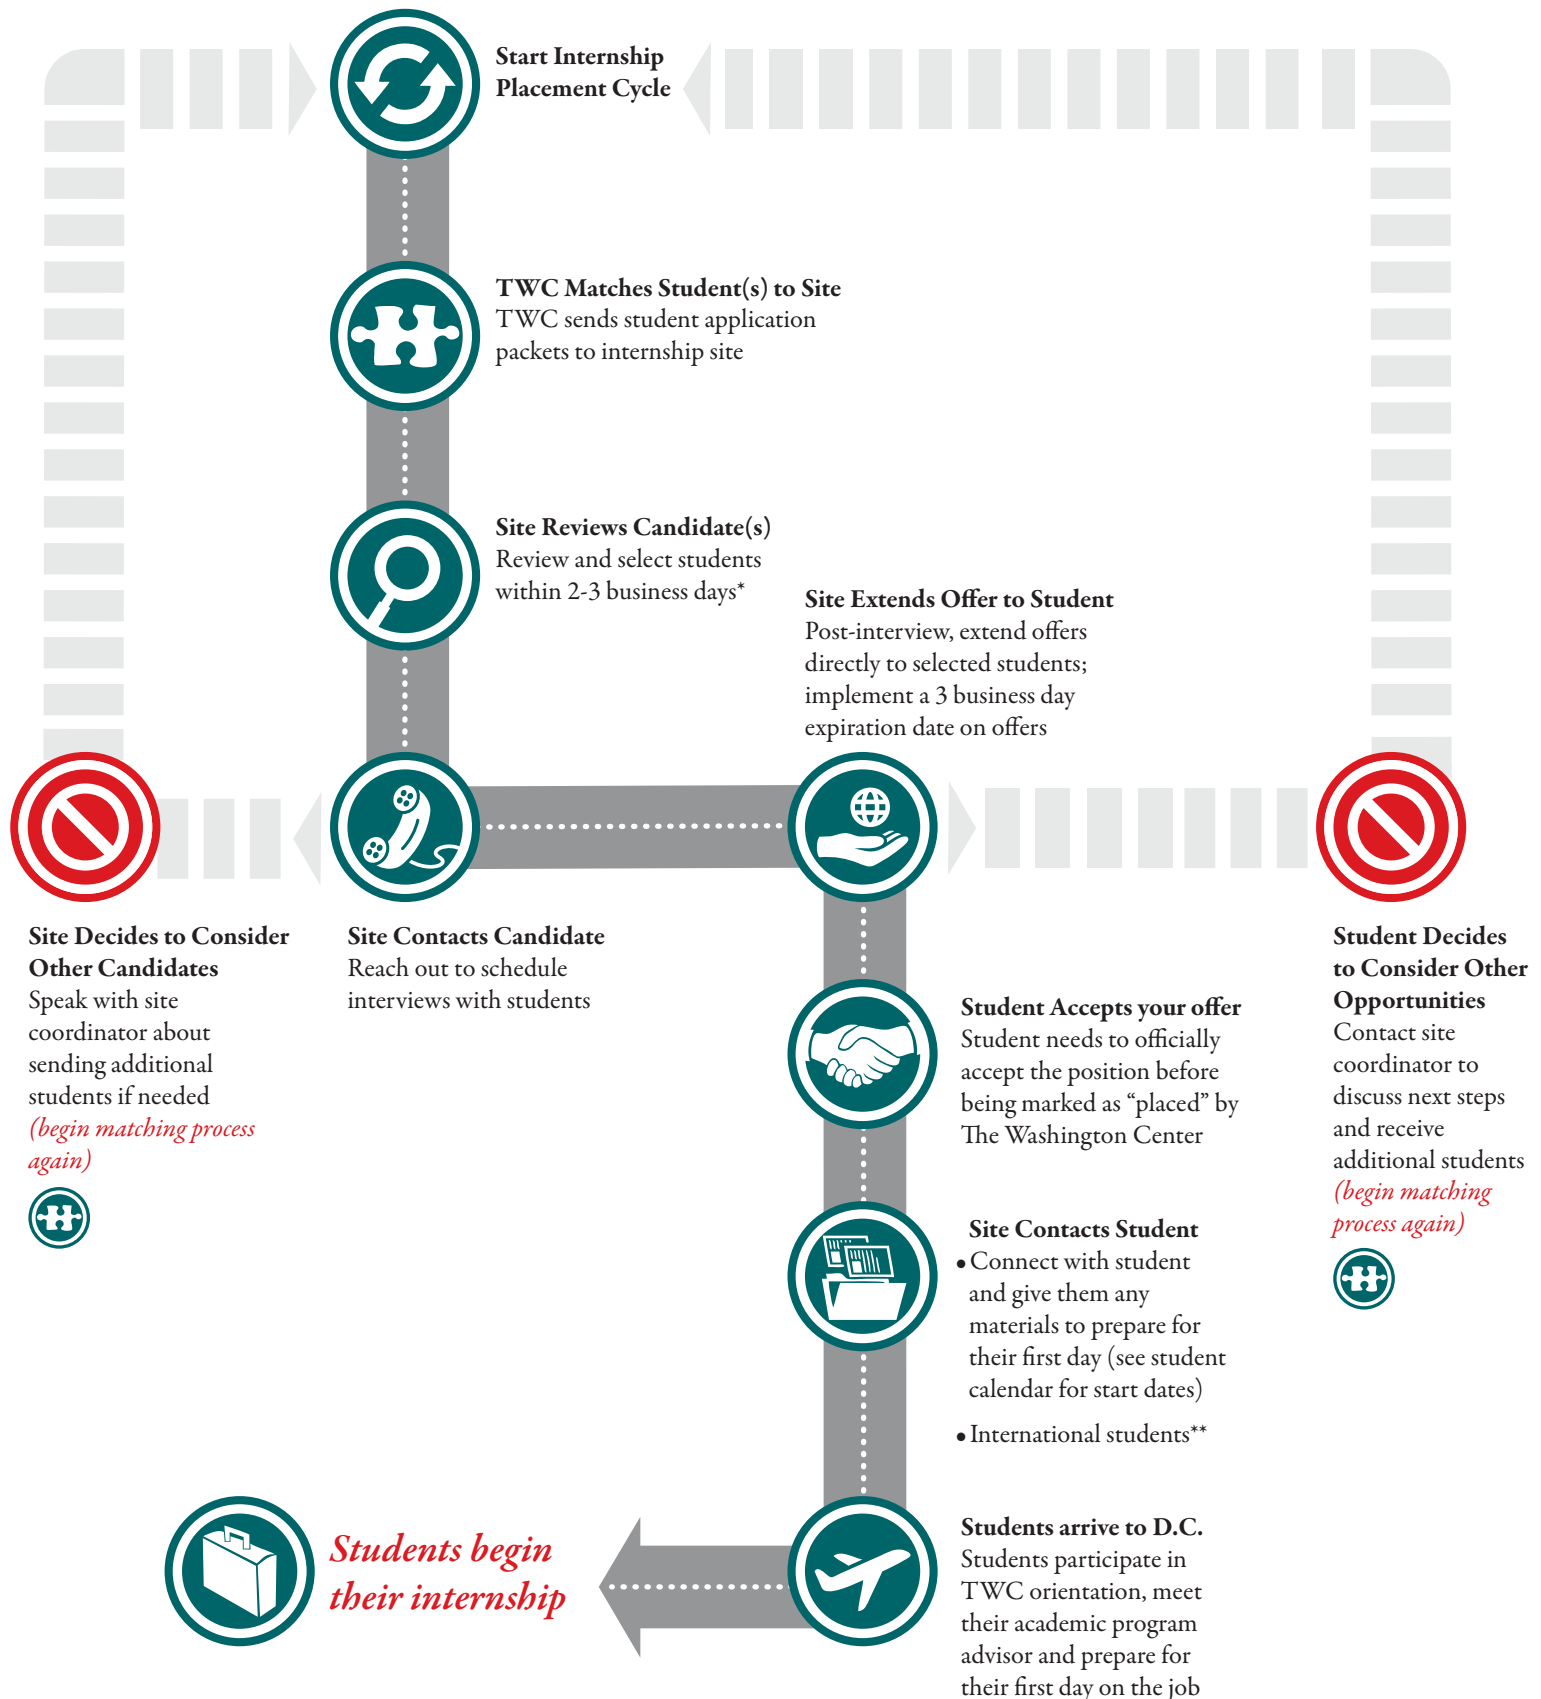 Start Internship
Placement Cycle
TWC Matches Student(s) to Site
TWC sends student application
packets to internship site
Site Reviews Candidate(s)
Review and select students
within 2-3 business days*
Site Extends Offer to Student
Post-interview, extend offers
directly to selected students;
implement a 3 business day
expiration date on offers
Site Decides to Consider
Other Candidates
Speak with site
coordinator about
sending additional
students if needed
(begin matching process
again)
Site Contacts Candidate
Reach out to schedule
interviews with students
Student Decides
to Consider Other
Opportunities
Contact site
coordinator to
discuss next steps
and receive
additional students
(begin matching
process again)
Student Accepts your offer
Student needs to officially
accept the position before
being marked as “placed” by
The Washington Center
Site Contacts Student
• Connect with student
and give them any
materials to prepare for
their first day (see student
calendar for start dates)
• International students**
Students arrive to D.C.
Students participate in
TWC orientation, meet
their academic program
advisor and prepare for
their first day on the job
Students begin
their internship